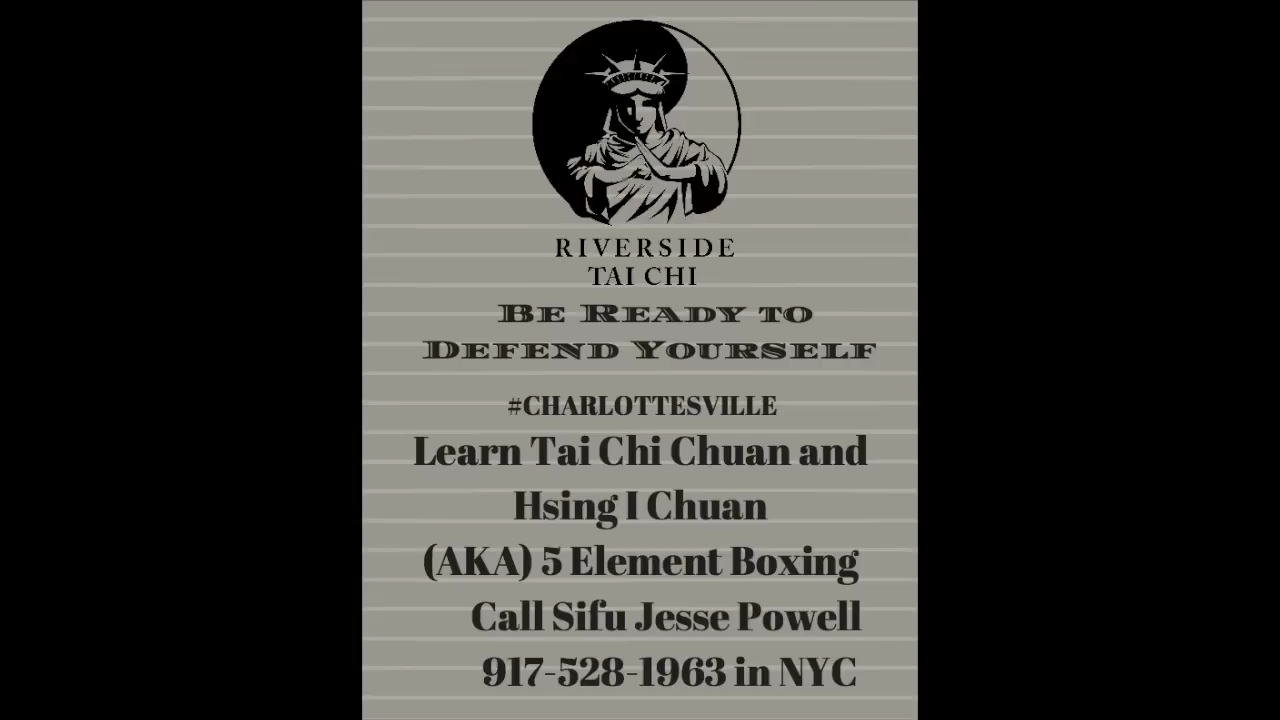 RIVERSIDE
TAI CHI
BE READY TO
DEFEND YOURSELF
#CHARLOTTESVILLE
Learn Tai Chi Chuan and
Hsing I Chuan
(AKA) 5 Element Boxing
Call Sifu Jesse Powell
917-528-1963 in NYC